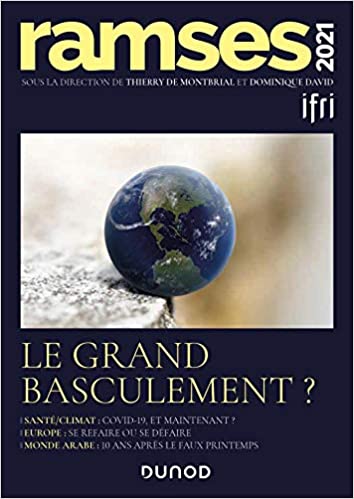 ramses 2021
SOUS LA DIRECTION DE THIERRY DE MONTBRIAL ET DOMINIQUE DAVID
ifri
LE GRAND
BASCULEMENT ?
SANTÉ/CLIMAT : COVID-19, ET MAINTENANT ?
EUROPE : SE REFAIRE OU SE DÉFAIRE
MONDE ARABE : 10 ANS APRÈS LE FAUX PRINTEMPS
DUNOD